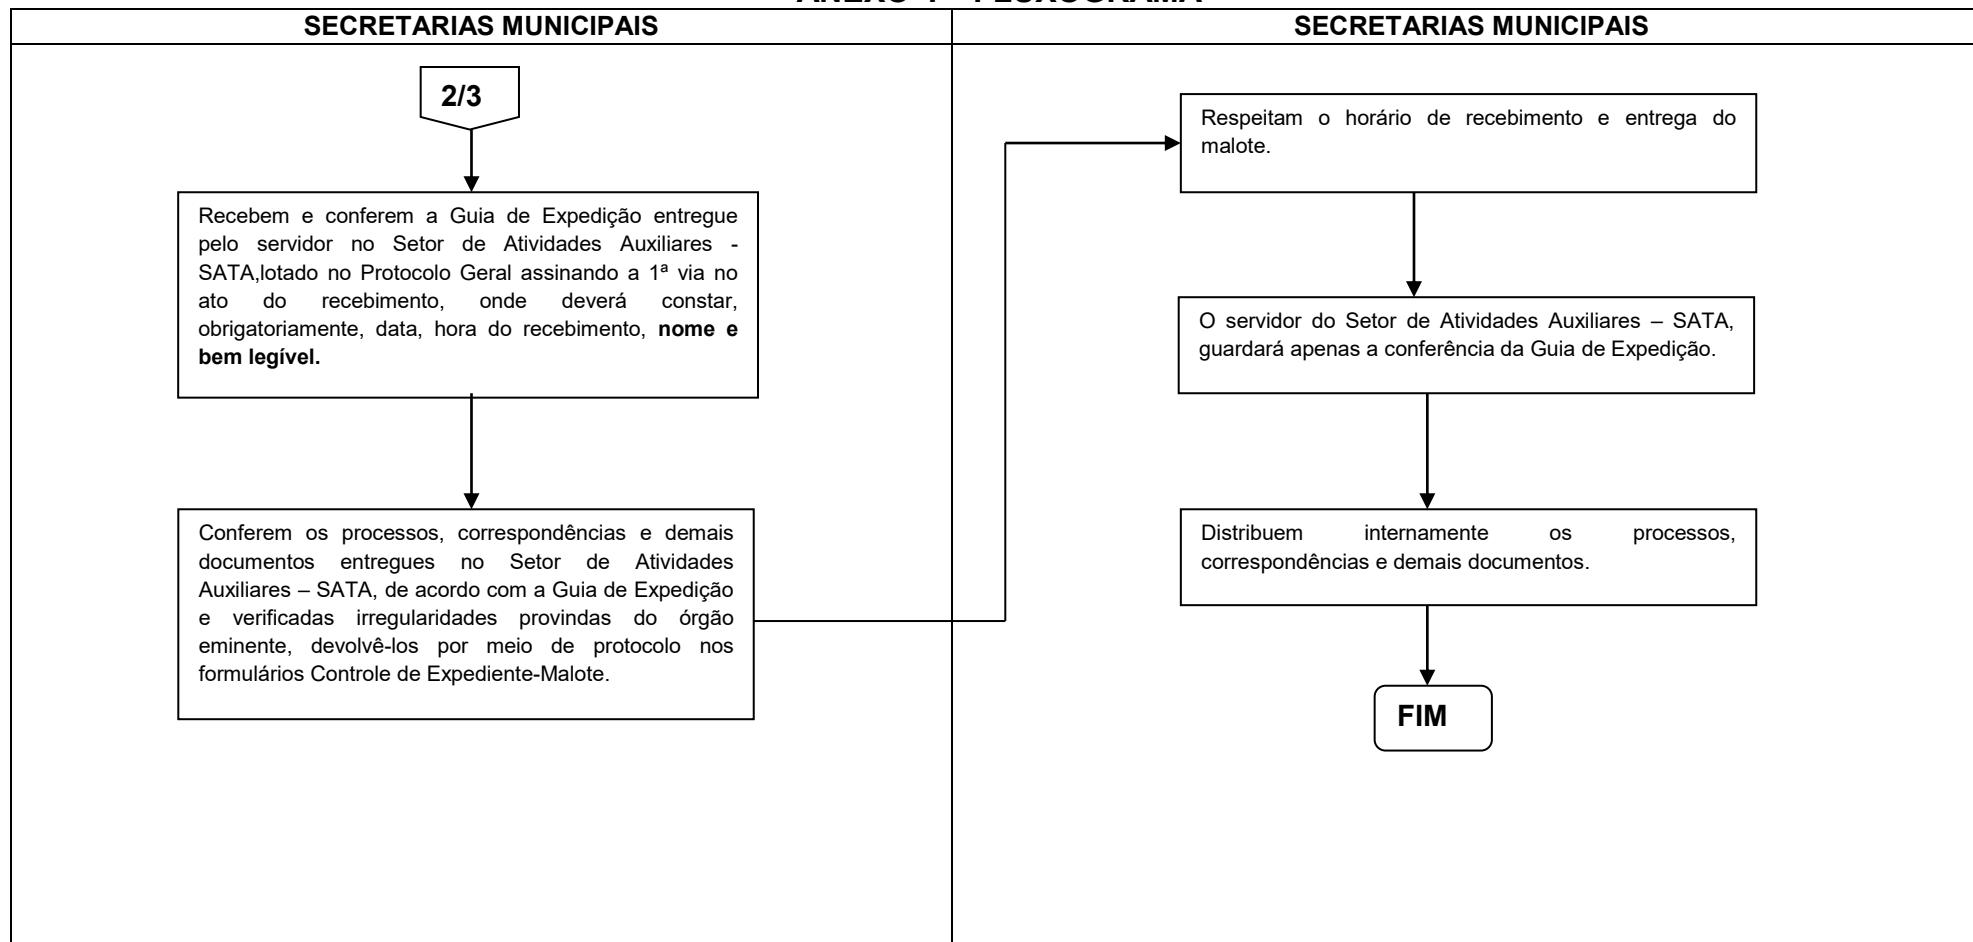 SECRETARIAS MUNICIPAIS
2/3
Recebem e conferem a Guia de Expedição entregue
pelo servidor no Setor de Atividades Auxiliares -
SATA,lotado no Protocolo Geral assinando a 1ª via no
ato do recebimento, onde deverá constar,
obrigatoriamente, data, hora do recebimento, nome e
bem legível.
Conferem os processos, correspondências e demais
documentos entregues no Setor de Atividades
Auxiliares – SATA, de acordo com a Guia de Expedição
e verificadas irregularidades provindas do órgão
eminente, devolvê-los por meio de protocolo nos
formulários Controle de Expediente-Malote.
SECRETARIAS MUNICIPAIS
Respeitam o horário de recebimento e entrega do
malote.
O servidor do Setor de Atividades Auxiliares – SATA,
guardará apenas a conferência da Guia de Expedição.
Distribuem internamente os processos,
correspondências e demais documentos.
FIM